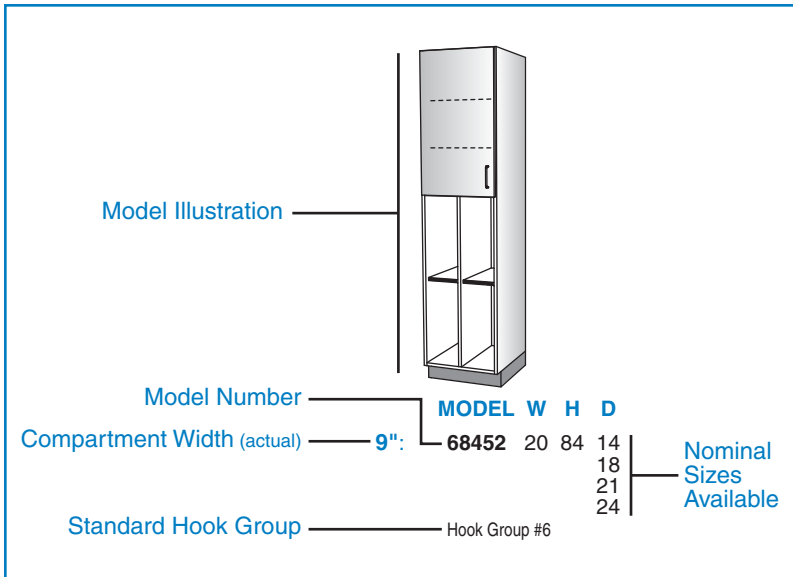 Model Illustration
Model Number
MODEL W H D
Compartment Width (actual) 9": 68452 20 84 14
18
21
24
Nominal
Sizes
Available
Standard Hook Group Hook Group #6